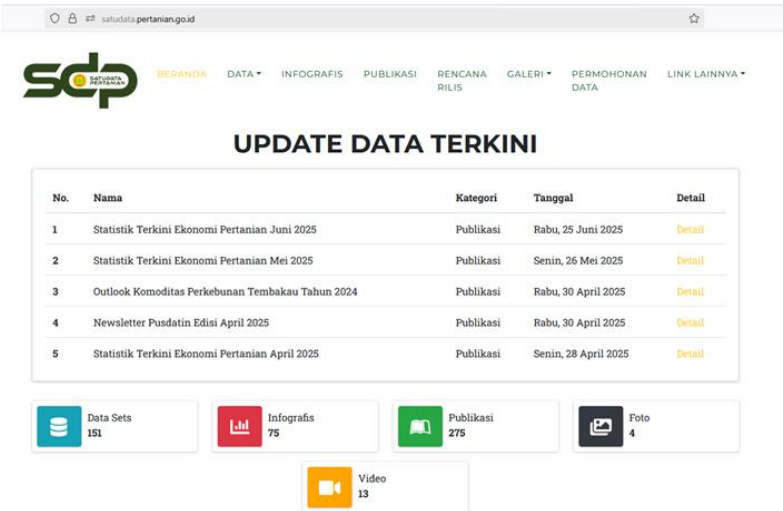 satudata.pertanian.go.id
sdp SATUDATA PERTANIAN
BERANDA DATA INFOGRAFIS PUBLIKASI RENCANA RILIS GALERI PERMOHONAN DATA LINK LAINNYA
UPDATE DATA TERKINI
No. Nama Kategori Tanggal Detail
1 Statistik Terkini Ekonomi Pertanian Juni 2025 Publikasi Rabu, 25 Juni 2025 Detail
2 Statistik Terkini Ekonomi Pertanian Mei 2025 Publikasi Senin, 26 Mei 2025 Detail
3 Outlook Komoditas Perkebunan Tembakau Tahun 2024 Publikasi Rabu, 30 April 2025 Detail
4 Newsletter Pusdatin Edisi April 2025 Publikasi Rabu, 30 April 2025 Detail
5 Statistik Terkini Ekonomi Pertanian April 2025 Publikasi Senin, 28 April 2025 Detail
Data Sets
151
Infografis
75
Publikasi
275
Foto
4
Video
13